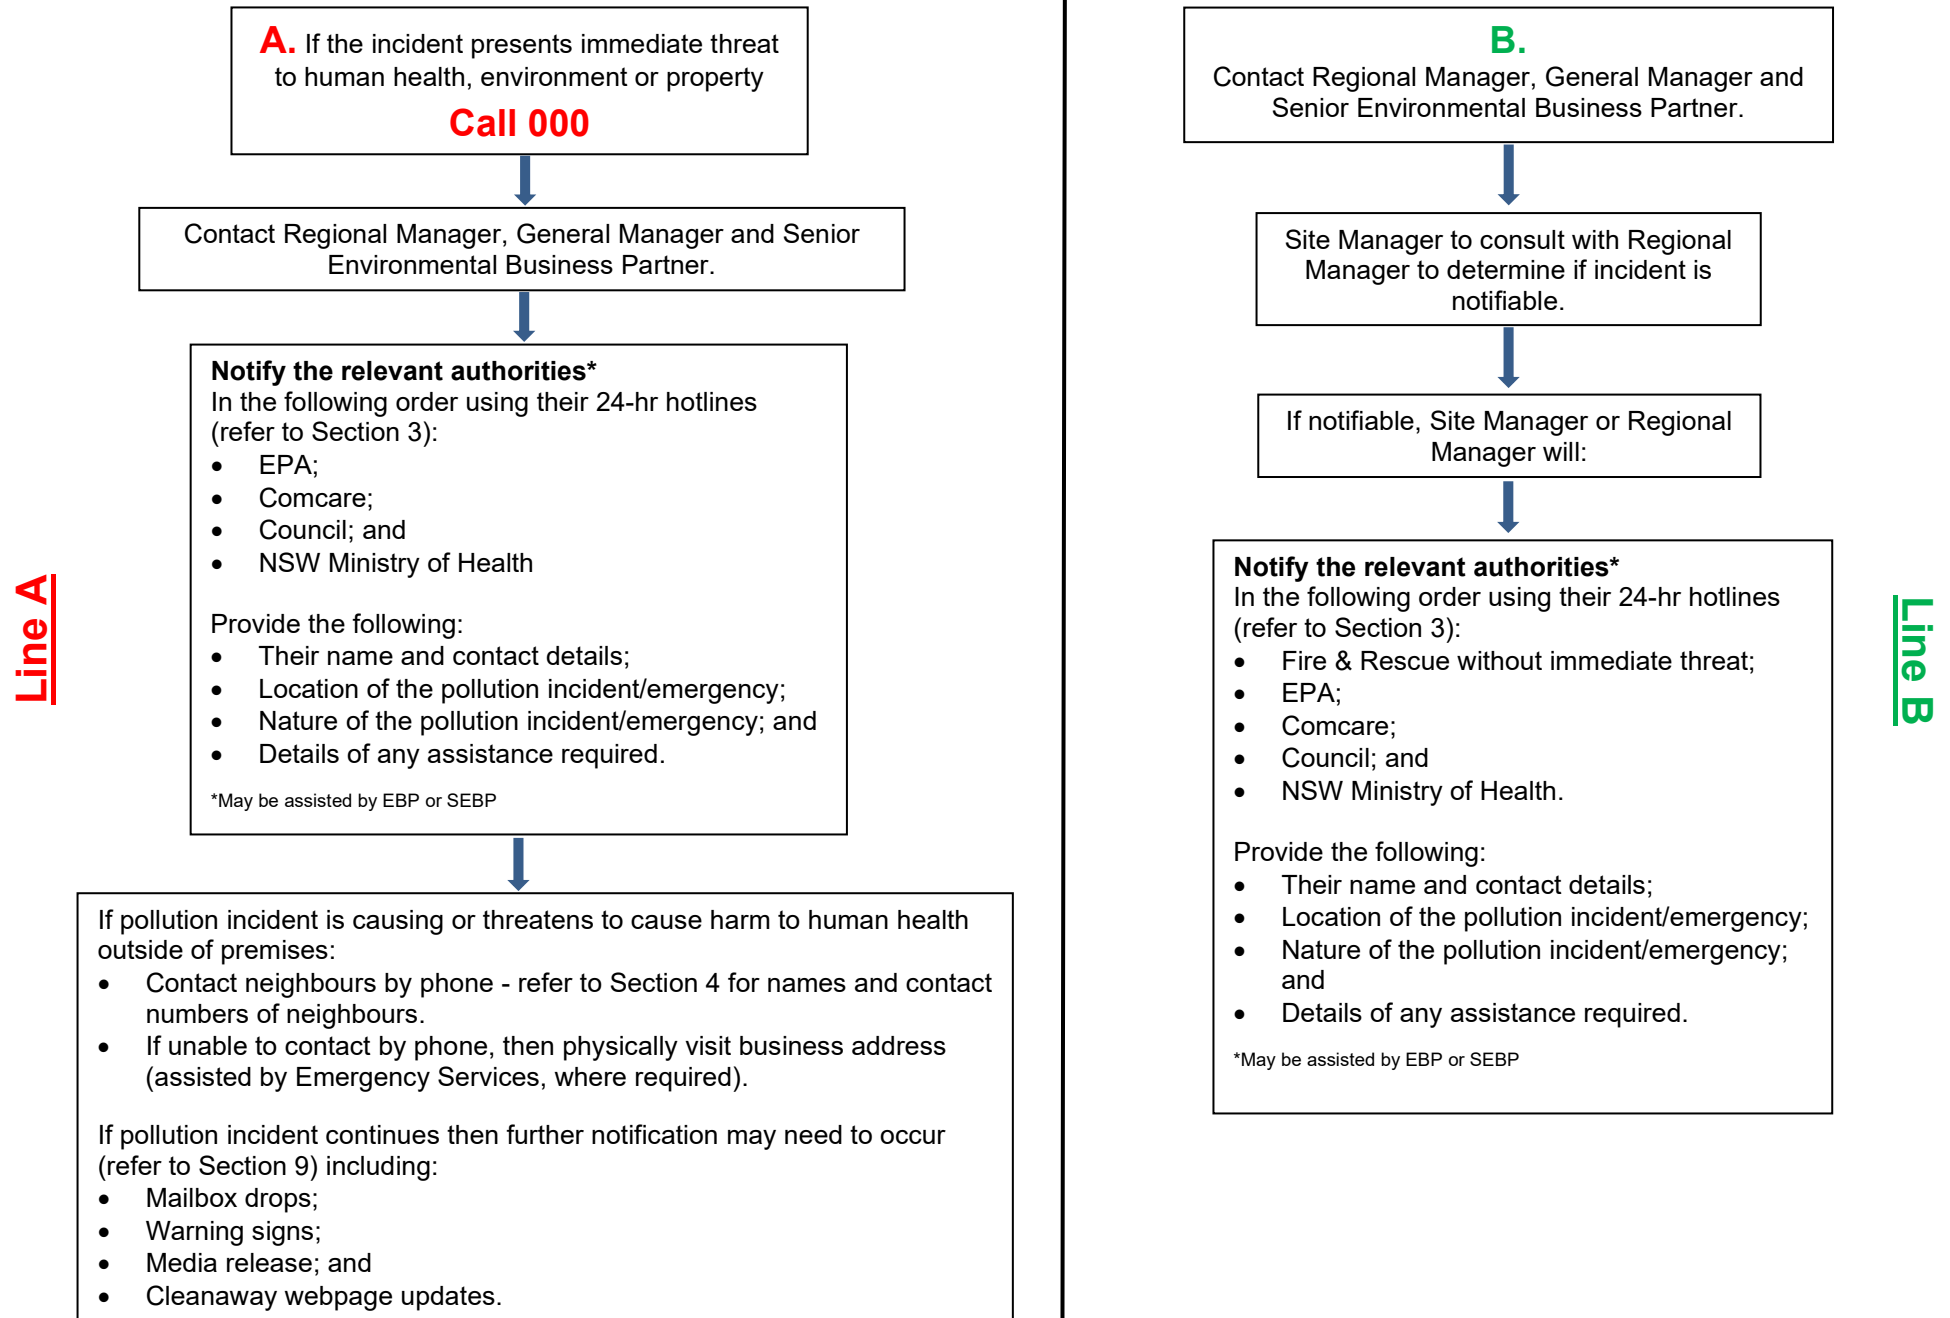 A. If the incident presents immediate threat
to human health, environment or property
Call 000
Contact Regional Manager, General Manager and Senior
Environmental Business Partner.
Notify the relevant authorities*
In the following order using their 24-hr hotlines
(refer to Section 3):
• EPA;
• Comcare;
• Council; and
• NSW Ministry of Health
Provide the following:
• Their name and contact details;
• Location of the pollution incident/emergency;
• Nature of the pollution incident/emergency; and
• Details of any assistance required.
*May be assisted by EBP or SEBP
If pollution incident is causing or threatens to cause harm to human health
outside of premises:
• Contact neighbours by phone - refer to Section 4 for names and contact
numbers of neighbours.
• If unable to contact by phone, then physically visit business address
(assisted by Emergency Services, where required).
If pollution incident continues then further notification may need to occur
(refer to Section 9) including:
• Mailbox drops;
• Warning signs;
• Media release; and
• Cleanaway webpage updates.
Line A
B.
Contact Regional Manager, General Manager and
Senior Environmental Business Partner.
Site Manager to consult with Regional
Manager to determine if incident is
notifiable.
If notifiable, Site Manager or Regional
Manager will:
Notify the relevant authorities*
In the following order using their 24-hr hotlines
(refer to Section 3):
• Fire & Rescue without immediate threat;
• EPA;
• Comcare;
• Council; and
• NSW Ministry of Health.
Provide the following:
• Their name and contact details;
• Location of the pollution incident/emergency;
• Nature of the pollution incident/emergency;
and
• Details of any assistance required.
*May be assisted by EBP or SEBP
Line B